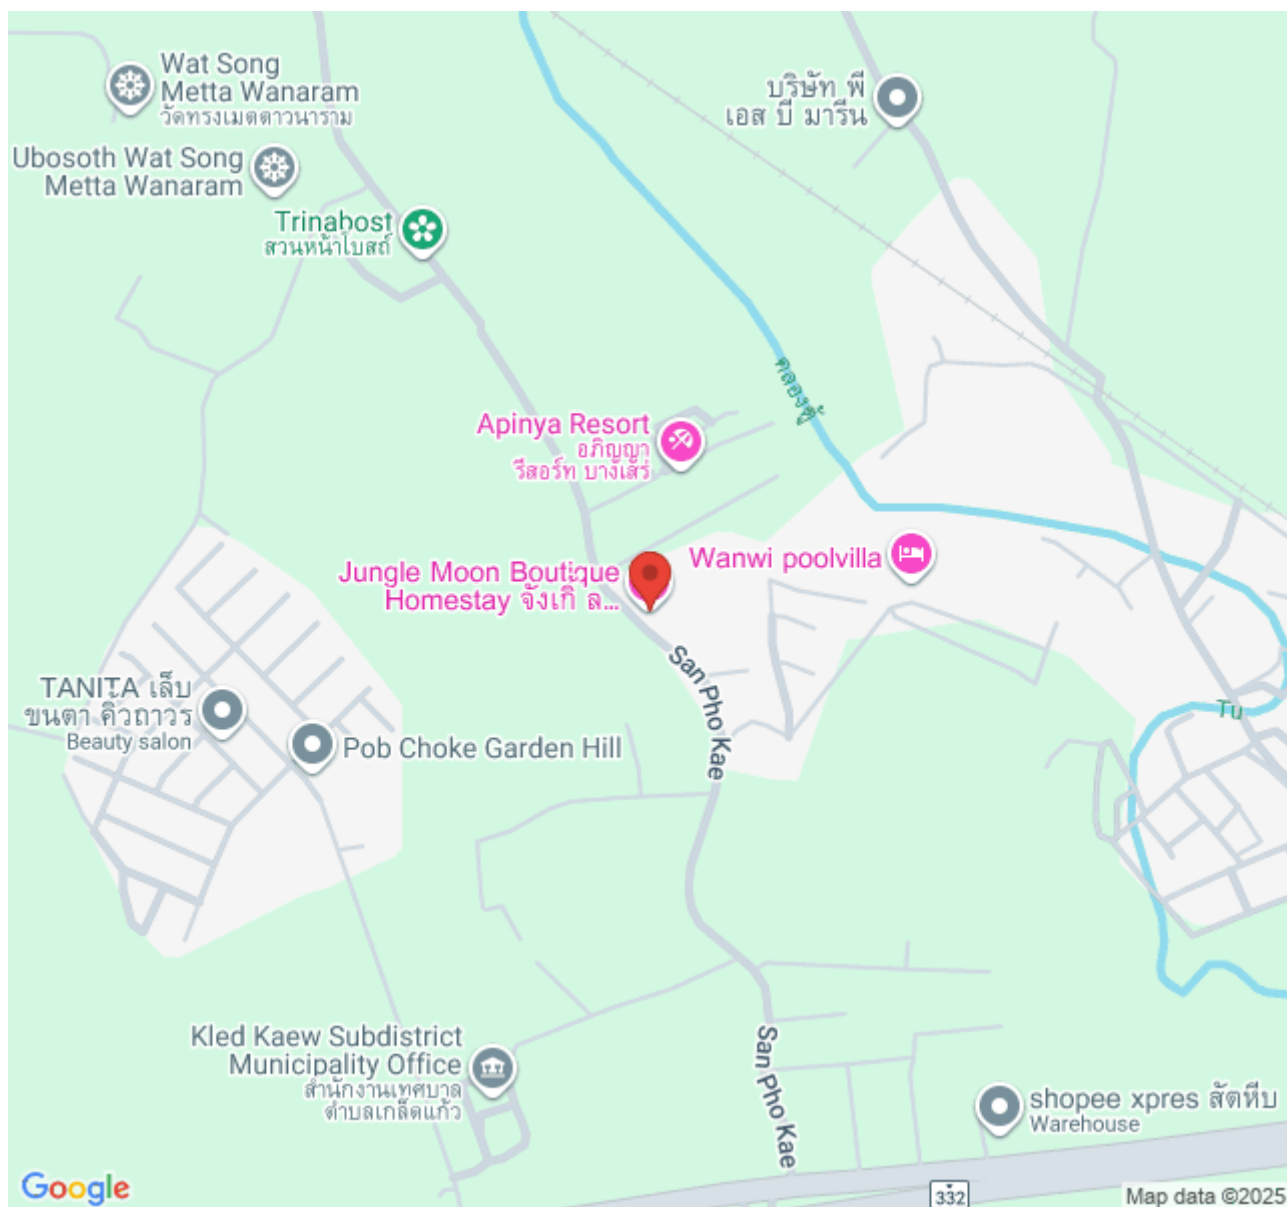 Wat Song
Metta Wanaram
วัดทรงเมตตาวนาราม
บริษัท พี
เอส บี มารีน
Ubosoth Wat Song
Metta Wanaram
Trinabost
สวนหน้าโบสถ์
คลองตู้
Apinya Resort
อภิญญา
รีสอร์ท บางเสร่
Wanwi poolvilla
Jungle Moon Boutique
Homestay จังเกิ้ ล...
San Pho Kae
TANITA เล็บ
ขนตา คิ้วถาวร
Beauty salon
Tu
Pob Choke Garden Hill
Kled Kaew Subdistrict
Municipality Office
สำนักงานเทศบาล
ตำบลเกล็ดแก้ว
San Pho Kae
shopee xpres สัตหีบ
Warehouse
Google
332
Map data ©2025